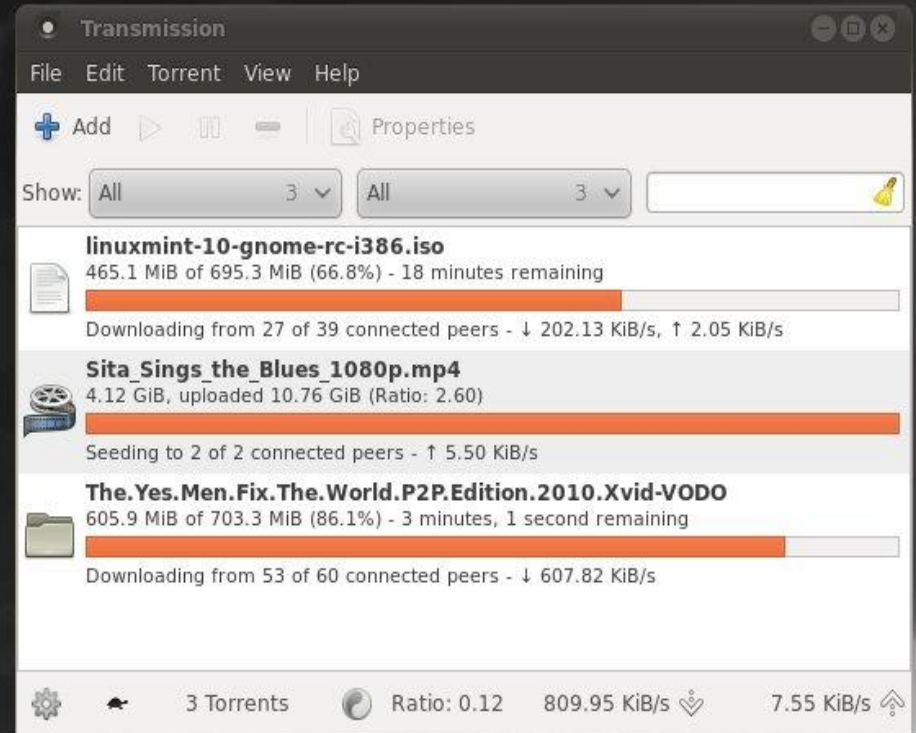 Transmission
File Edit Torrent View Help
Add Properties
Show: All 3 All 3
linuxmint-10-gnome-rc-i386.iso
465.1 MiB of 695.3 MiB (66.8%) - 18 minutes remaining
Downloading from 27 of 39 connected peers - ↓ 202.13 KiB/s, ↑ 2.05 KiB/s
Sita_Sings_the_Blues_1080p.mp4
4.12 GiB, uploaded 10.76 GiB (Ratio: 2.60)
Seeding to 2 of 2 connected peers - ↑ 5.50 KiB/s
The.Yes.Men.Fix.The.World.P2P.Edition.2010.Xvid-VODO
605.9 MiB of 703.3 MiB (86.1%) - 3 minutes, 1 second remaining
Downloading from 53 of 60 connected peers - ↓ 607.82 KiB/s
3 Torrents Ratio: 0.12 809.95 KiB/s 7.55 KiB/s